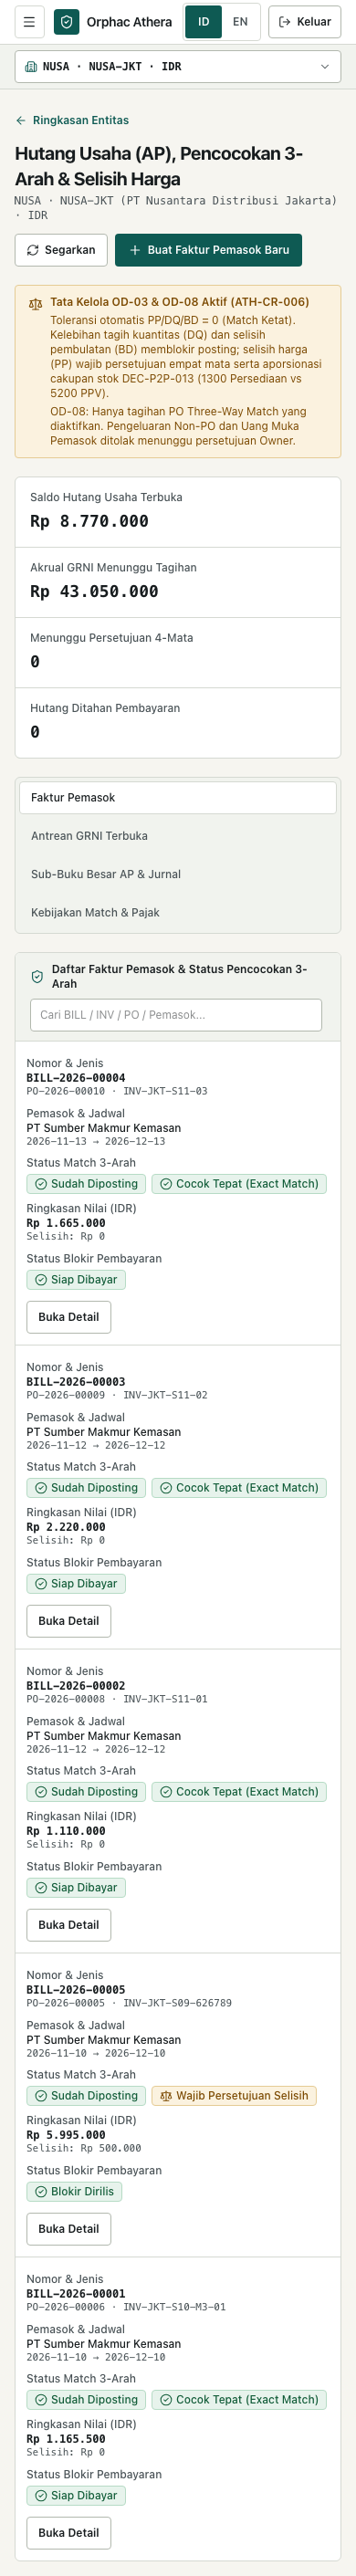 Orphac Athera
ID
EN
Keluar
NUSA · NUSA-JKT · IDR
Ringkasan Entitas
Hutang Usaha (AP), Pencocokan 3-
Arah & Selisih Harga
NUSA · NUSA-JKT (PT Nusantara Distribusi Jakarta)
· IDR
Segarkan
Buat Faktur Pemasok Baru
Tata Kelola OD-03 & OD-08 Aktif (ATH-CR-006)
Toleransi otomatis PP/DQ/BD = 0 (Match Ketat).
Kelebihan tagih kuantitas (DQ) dan selisih
pembulatan (BD) memblokir posting; selisih harga
(PP) wajib persetujuan empat mata serta aporsionasi
cakupan stok DEC-P2P-013 (1300 Persediaan vs
5200 PPV).
OD-08: Hanya tagihan PO Three-Way Match yang
diaktifkan. Pengeluaran Non-PO dan Uang Muka
Pemasok ditolak menunggu persetujuan Owner.
Saldo Hutang Usaha Terbuka
Rp 8.770.000
Akrual GRNI Menunggu Tagihan
Rp 43.050.000
Menunggu Persetujuan 4-Mata
0
Hutang Ditahan Pembayaran
0
Faktur Pemasok
Antrean GRNI Terbuka
Sub-Buku Besar AP & Jurnal
Kebijakan Match & Pajak
Daftar Faktur Pemasok & Status Pencocokan 3-
Arah
Cari BILL / INV / PO / Pemasok...
Nomor & Jenis
BILL-2026-00004
PO-2026-00010 · INV-JKT-S11-03
Pemasok & Jadwal
PT Sumber Makmur Kemasan
2026-11-13 → 2026-12-13
Status Match 3-Arah
Sudah Diposting
Cocok Tepat (Exact Match)
Ringkasan Nilai (IDR)
Rp 1.665.000
Selisih: Rp 0
Status Blokir Pembayaran
Siap Dibayar
Buka Detail
Nomor & Jenis
BILL-2026-00003
PO-2026-00009 · INV-JKT-S11-02
Pemasok & Jadwal
PT Sumber Makmur Kemasan
2026-11-12 → 2026-12-12
Status Match 3-Arah
Sudah Diposting
Cocok Tepat (Exact Match)
Ringkasan Nilai (IDR)
Rp 2.220.000
Selisih: Rp 0
Status Blokir Pembayaran
Siap Dibayar
Buka Detail
Nomor & Jenis
BILL-2026-00002
PO-2026-00008 · INV-JKT-S11-01
Pemasok & Jadwal
PT Sumber Makmur Kemasan
2026-11-12 → 2026-12-12
Status Match 3-Arah
Sudah Diposting
Cocok Tepat (Exact Match)
Ringkasan Nilai (IDR)
Rp 1.110.000
Selisih: Rp 0
Status Blokir Pembayaran
Siap Dibayar
Buka Detail
Nomor & Jenis
BILL-2026-00005
PO-2026-00005 · INV-JKT-S09-626789
Pemasok & Jadwal
PT Sumber Makmur Kemasan
2026-11-10 → 2026-12-10
Status Match 3-Arah
Sudah Diposting
Wajib Persetujuan Selisih
Ringkasan Nilai (IDR)
Rp 5.995.000
Selisih: Rp 500.000
Status Blokir Pembayaran
Blokir Dirilis
Buka Detail
Nomor & Jenis
BILL-2026-00001
PO-2026-00006 · INV-JKT-S10-M3-01
Pemasok & Jadwal
PT Sumber Makmur Kemasan
2026-11-10 → 2026-12-10
Status Match 3-Arah
Sudah Diposting
Cocok Tepat (Exact Match)
Ringkasan Nilai (IDR)
Rp 1.165.500
Selisih: Rp 0
Status Blokir Pembayaran
Siap Dibayar
Buka Detail